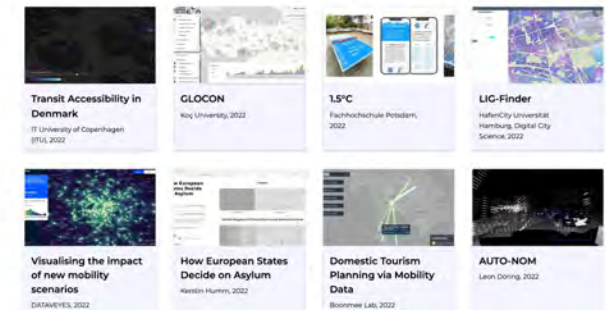 Transit Accessibility in
Denmark
IT University of Copenhagen
(ITU), 2022
GLOCON
Koç University, 2022
1.5°C
Fachhochschule Potsdam,
2022
LIG-Finder
HafenCity Universität
Hamburg, Digital City
Science, 2022
Visualising the impact
of new mobility
scenarios
DATAVEYES, 2022
How European States
Decide on Asylum
Kerstin Humm, 2022
Domestic Tourism
Planning via Mobility
Data
Boonmee Lab, 2022
AUTO-NOM
Leon Döring, 2022